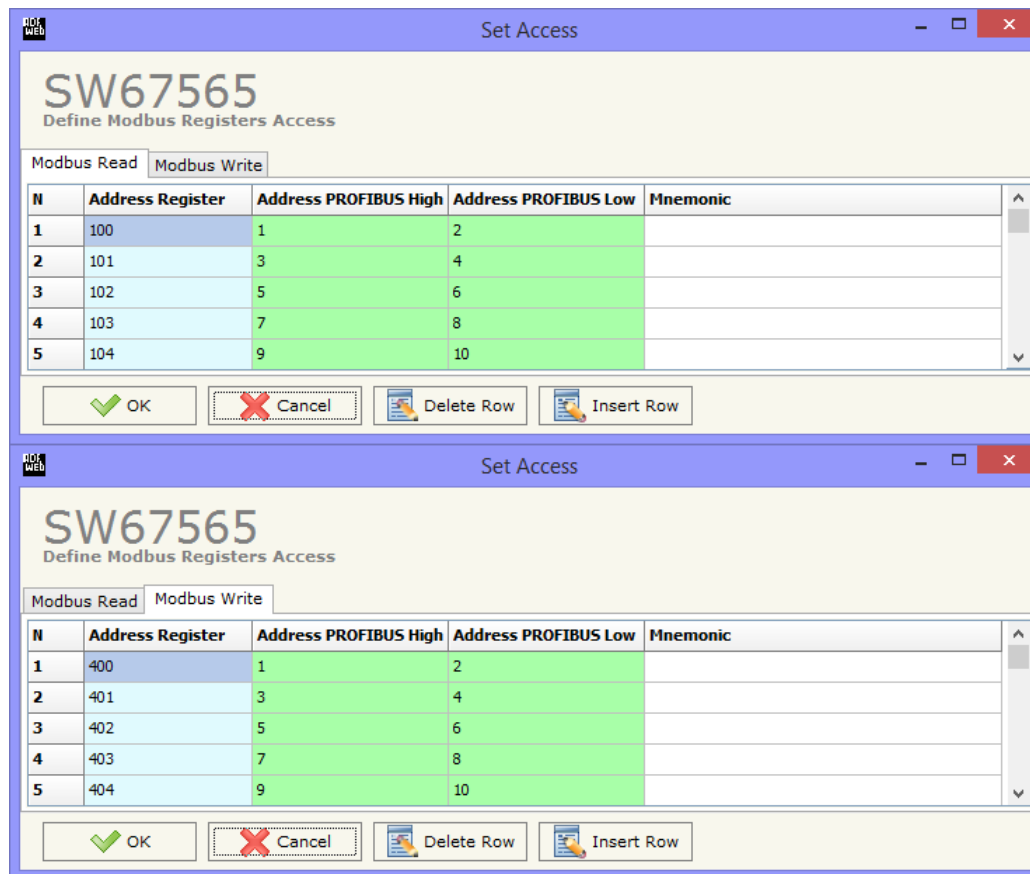 ADF WEB Set Access
SW67565
Define Modbus Registers Access
Modbus Read Modbus Write
N Address Register Address PROFIBUS High Address PROFIBUS Low Mnemonic
1 100 1 2
2 101 3 4
3 102 5 6
4 103 7 8
5 104 9 10
OK Cancel Delete Row Insert Row
ADF WEB Set Access
SW67565
Define Modbus Registers Access
Modbus Read Modbus Write
N Address Register Address PROFIBUS High Address PROFIBUS Low Mnemonic
1 400 1 2
2 401 3 4
3 402 5 6
4 403 7 8
5 404 9 10
OK Cancel Delete Row Insert Row